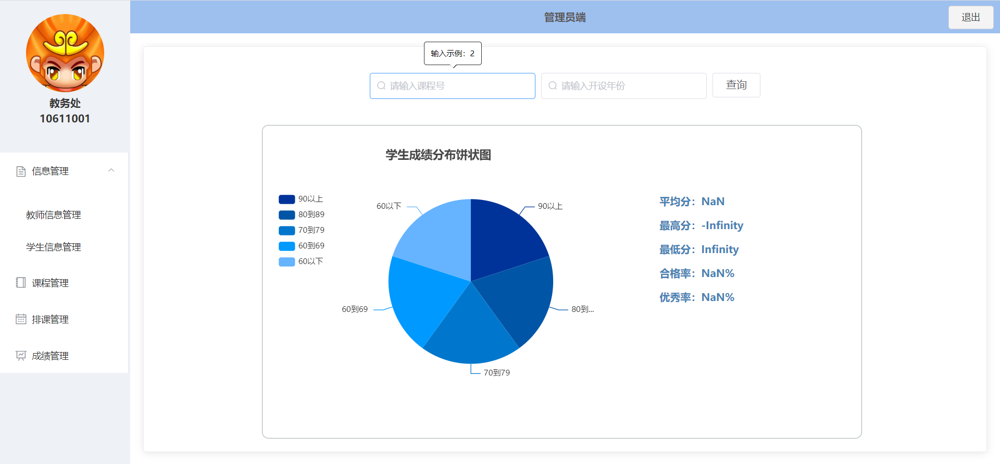 管理员端
退出
教务处
10611001
信息管理
教师信息管理
学生信息管理
课程管理
排课管理
成绩管理
输入示例：2
请输入课程号
请输入开设年份
查询
学生成绩分布饼状图
90以上
80到89
70到79
60到69
60以下
60以下
90以上
60到69
80到...
70到79
平均分：NaN
最高分：-Infinity
最低分：Infinity
合格率：NaN%
优秀率：NaN%